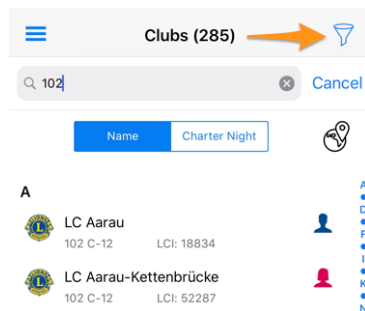 Clubs (285)
102 Cancel
Name Charter Night
A
LC Aarau
102 C-12 LCI: 18834
LC Aarau-Kettenbrücke
102 C-12 LCI: 52287
A
D
F
I
K
N